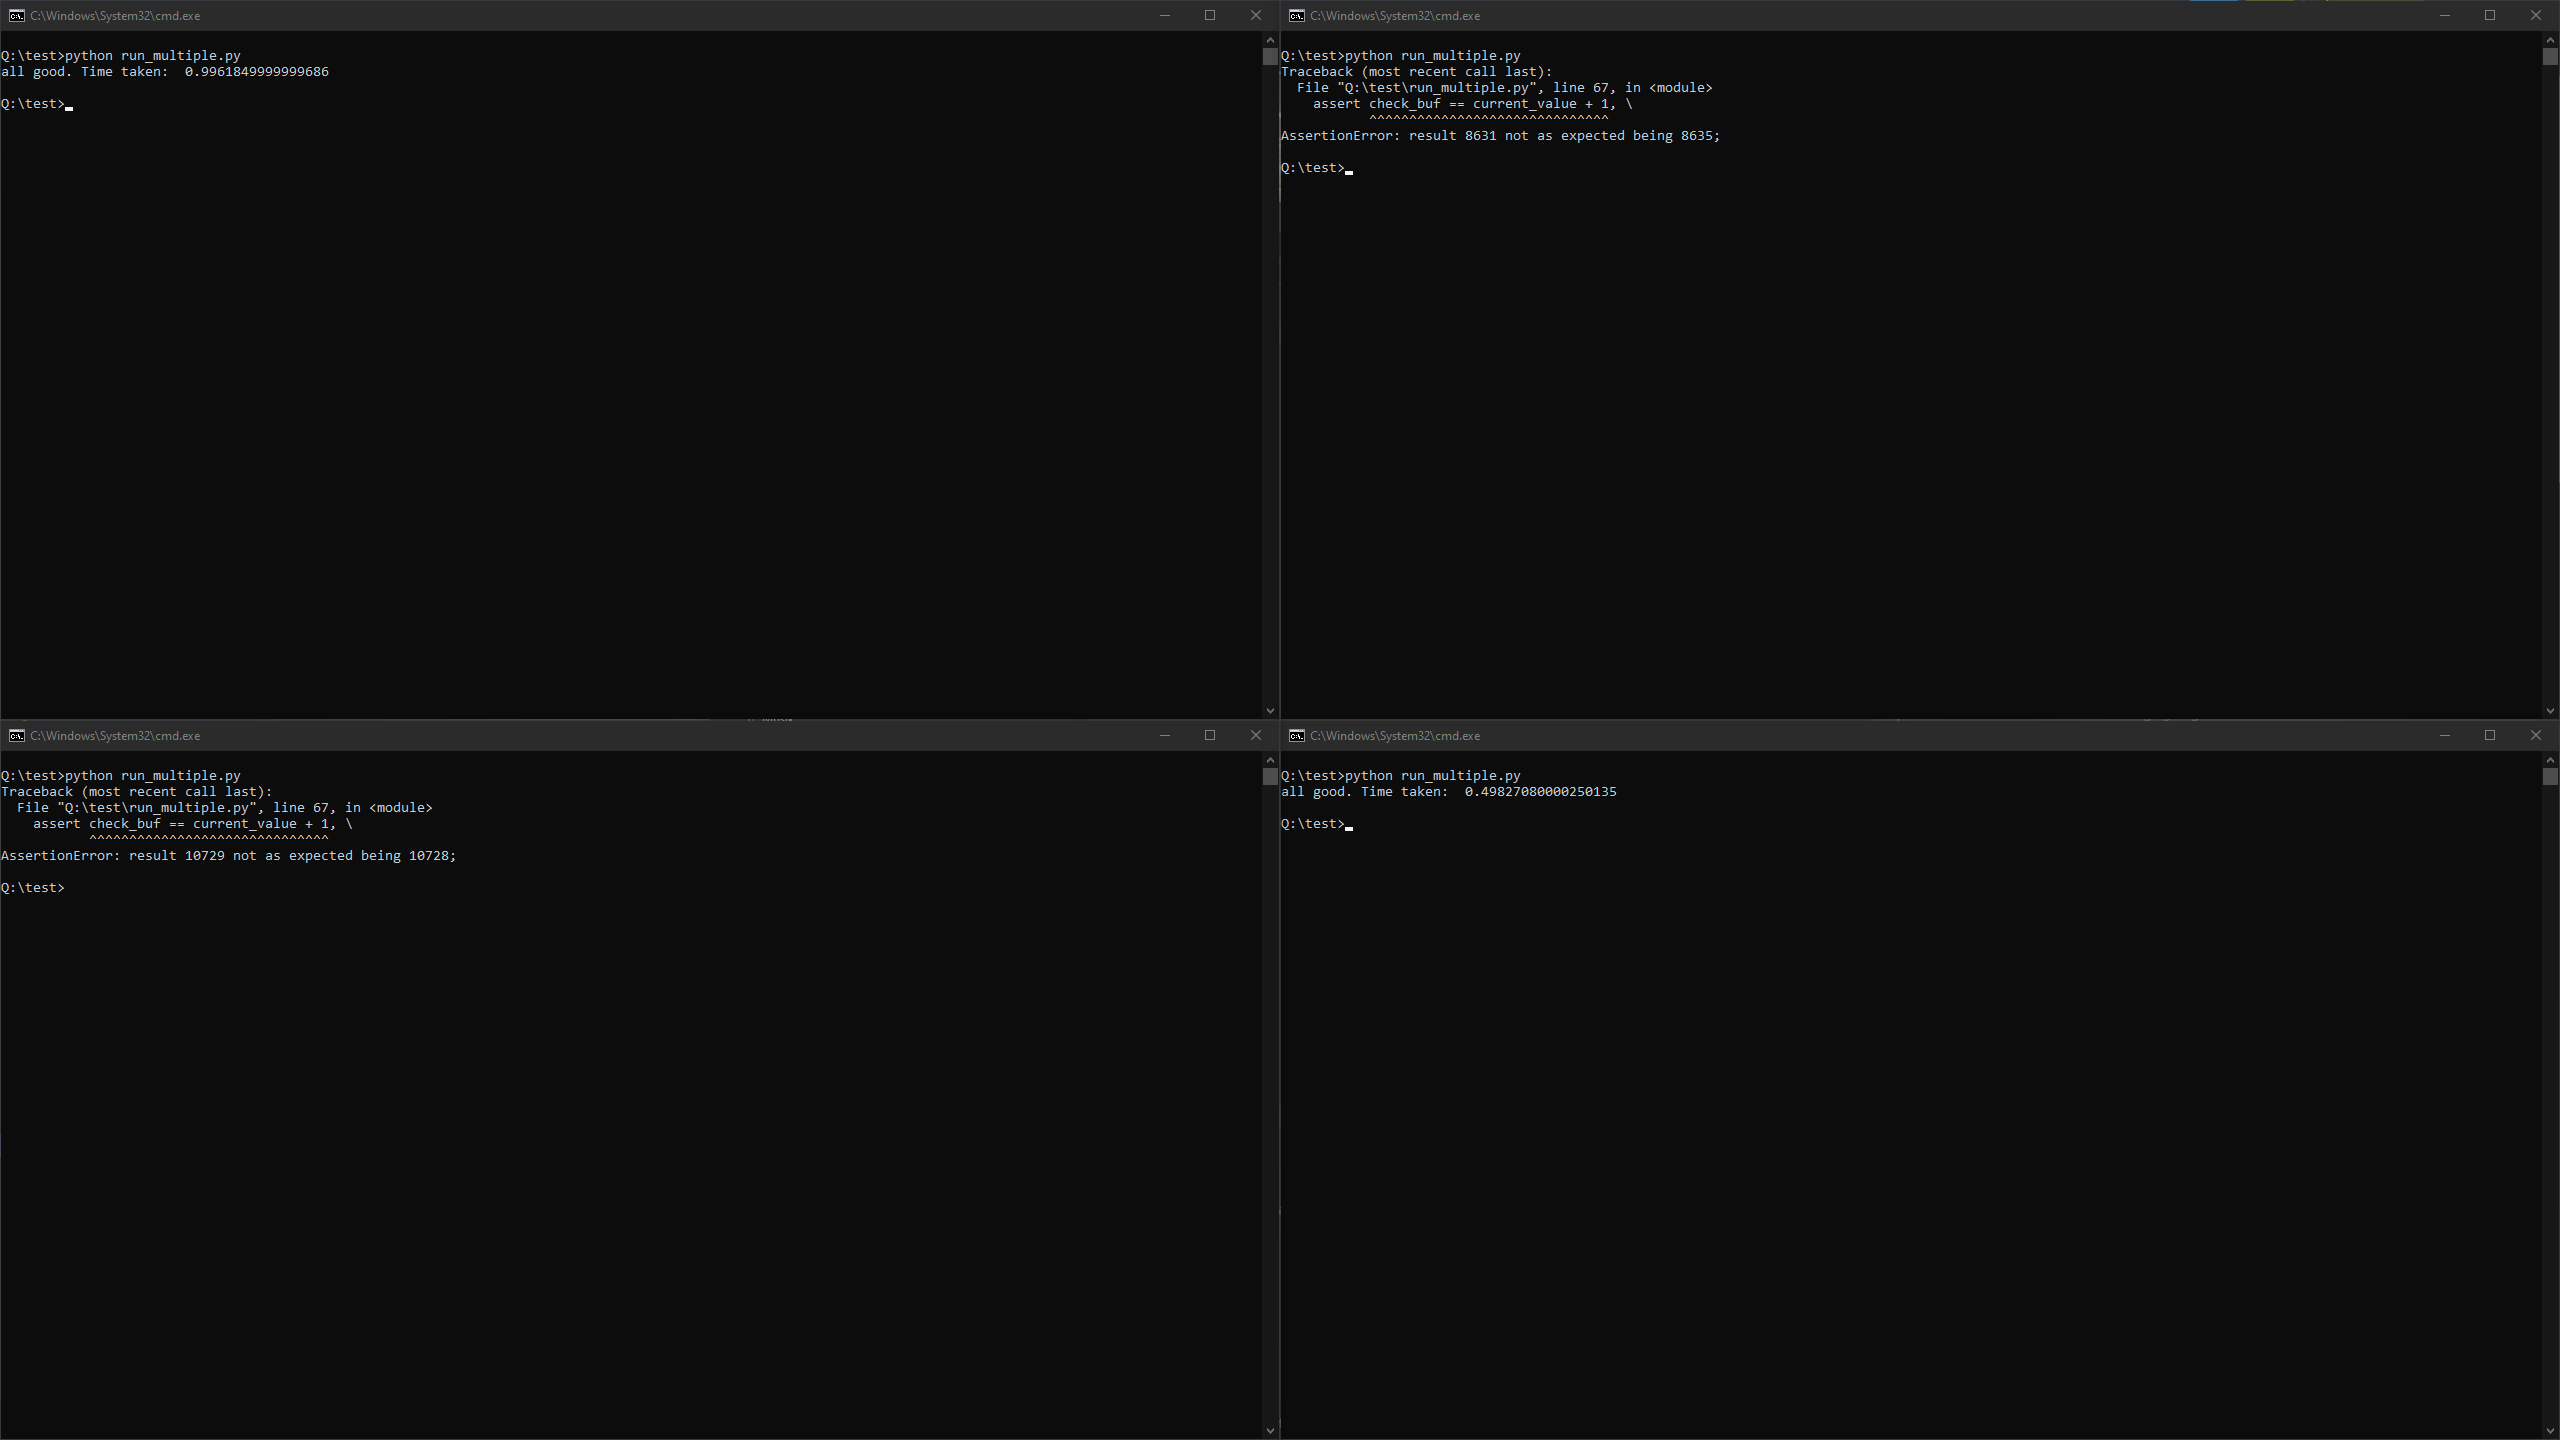 C:\Windows\System32\cmd.exe
Q:\test>python run_multiple.py
all good. Time taken:  0.9961849999999686
Q:\test>
C:\Windows\System32\cmd.exe
Q:\test>python run_multiple.py
Traceback (most recent call last):
  File "Q:\test\run_multiple.py", line 67, in <module>
    assert check_buf == current_value + 1, \
           ^^^^^^^^^^^^^^^^^^^^^^^^^^^^^^
AssertionError: result 8631 not as expected being 8635;
Q:\test>
C:\Windows\System32\cmd.exe
Q:\test>python run_multiple.py
Traceback (most recent call last):
  File "Q:\test\run_multiple.py", line 67, in <module>
    assert check_buf == current_value + 1, \
           ^^^^^^^^^^^^^^^^^^^^^^^^^^^^^^
AssertionError: result 10729 not as expected being 10728;
Q:\test>
C:\Windows\System32\cmd.exe
Q:\test>python run_multiple.py
all good. Time taken:  0.49827080000250135
Q:\test>